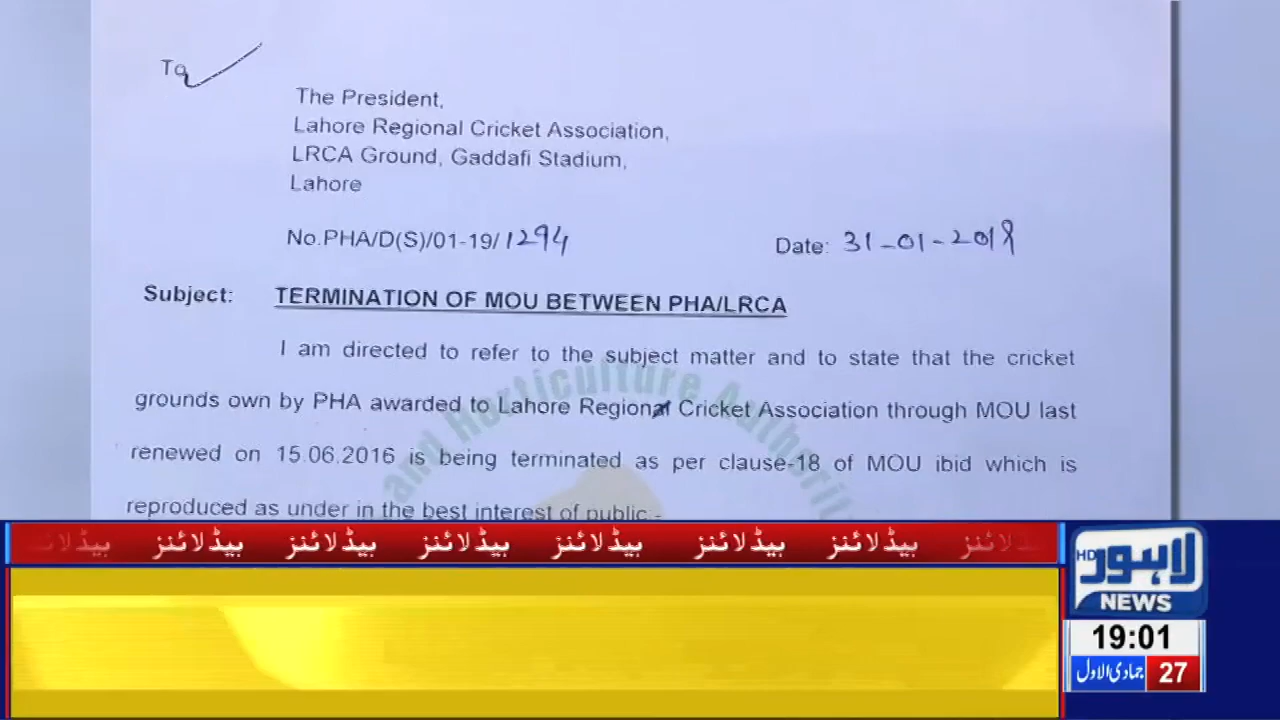 To
The President,
Lahore Regional Cricket Association,
LRCA Ground, Gaddafi Stadium,
Lahore
No.PHA/D(S)/01-19/1294 Date: 31-01-2019
Subject: TERMINATION OF MOU BETWEEN PHA/LRCA
I am directed to refer to the subject matter and to state that the cricket
grounds own by PHA awarded to Lahore Regional Cricket Association through MOU last
renewed on 15.06.2016 is being terminated as per clause-18 of MOU ibid which is
reproduced as under in the best interest of public:-
and Horticulture Authorit
ہیڈلائنز ہیڈلائنز ہیڈلائنز ہیڈلائنز ہیڈلائنز ہیڈلائنز ہیڈلائنز ہیڈلائنز
لاہور HD
NEWS
19:01
جمادی الاول 27